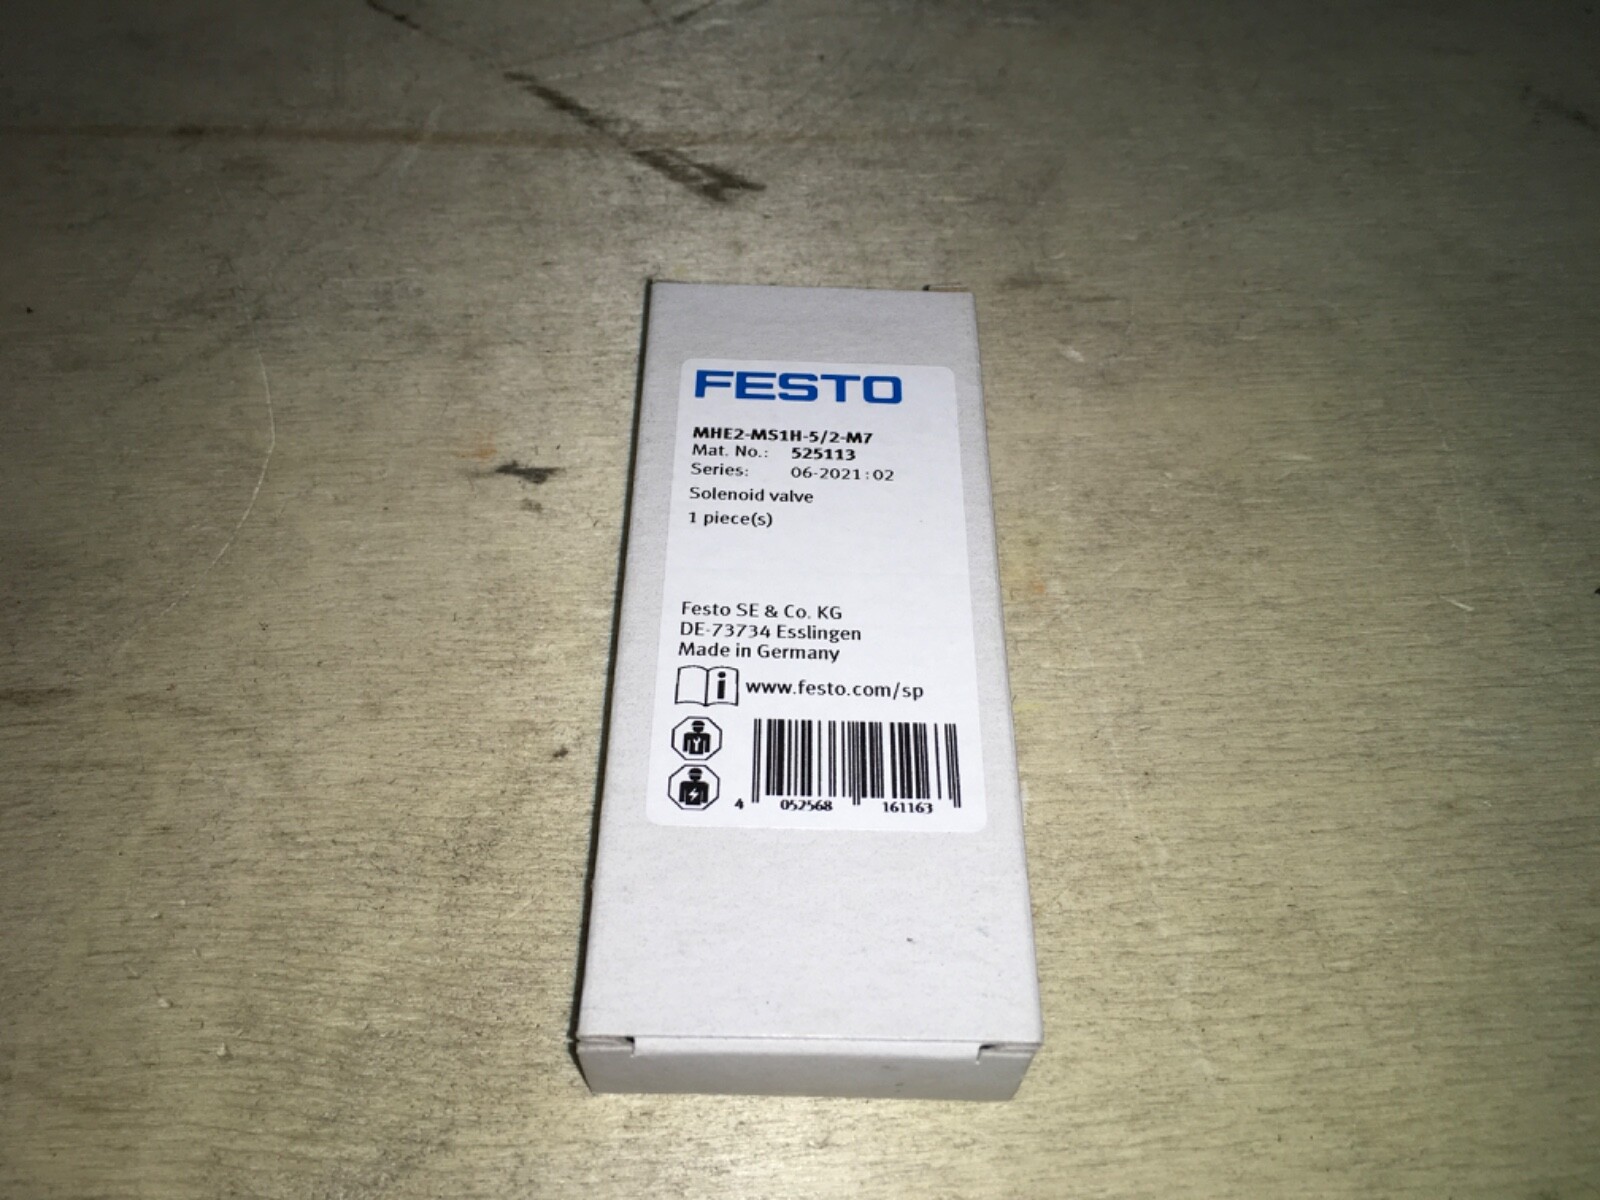 FESTO
MHE2-MS1H-5/2-M7
Mat. No.: 525113
Series: 06-2021:02
Solenoid valve
1 piece(s)
Festo SE & Co. KG
DE-73734 Esslingen
Made in Germany
i www.festo.com/sp
4 052568 161163